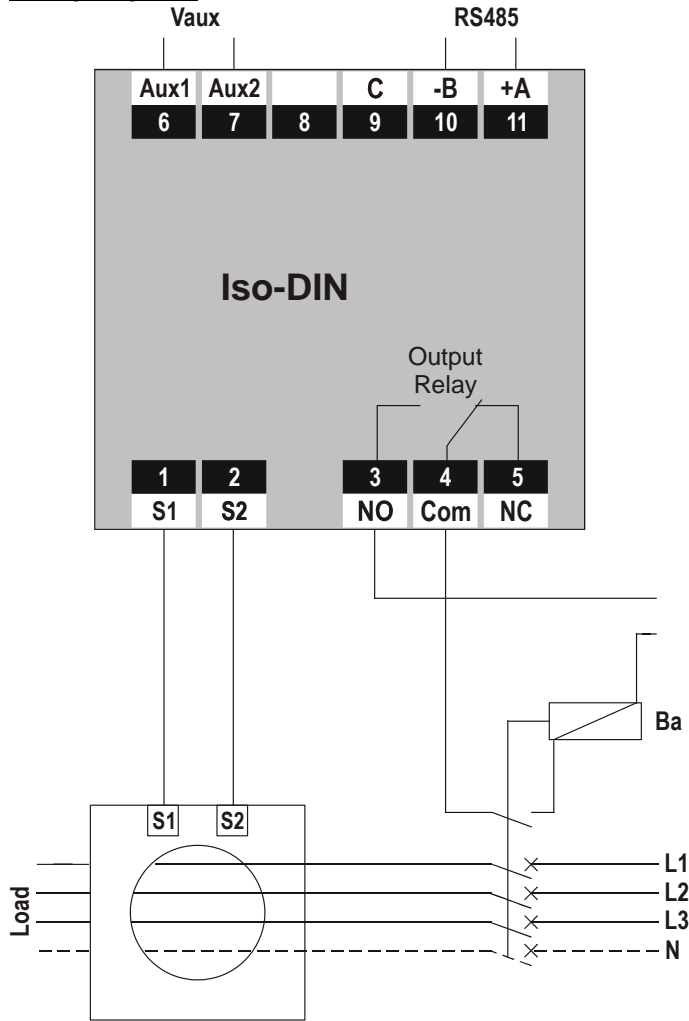 Vaux RS485
Aux1 Aux2 C -B +A
6 7 8 9 10 11
Iso-DIN
Output
Relay
1 2 3 4 5
S1 S2 NO Com NC
Ba
S1 S2
Load
L1
L2
L3
N